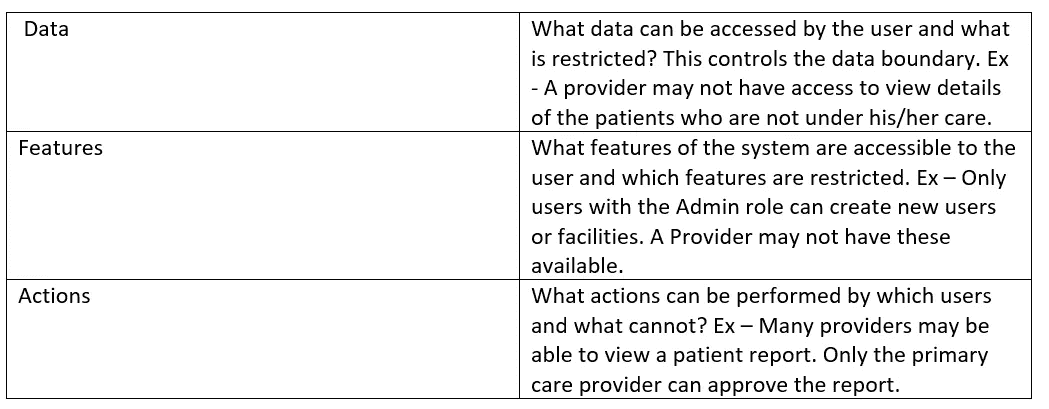 Data
What data can be accessed by the user and what
is restricted? This controls the data boundary. Ex
- A provider may not have access to view details
of the patients who are not under his/her care.
Features
What features of the system are accessible to the
user and which features are restricted. Ex – Only
users with the Admin role can create new users
or facilities. A Provider may not have these
available.
Actions
What actions can be performed by which users
and what cannot? Ex – Many providers may be
able to view a patient report. Only the primary
care provider can approve the report.